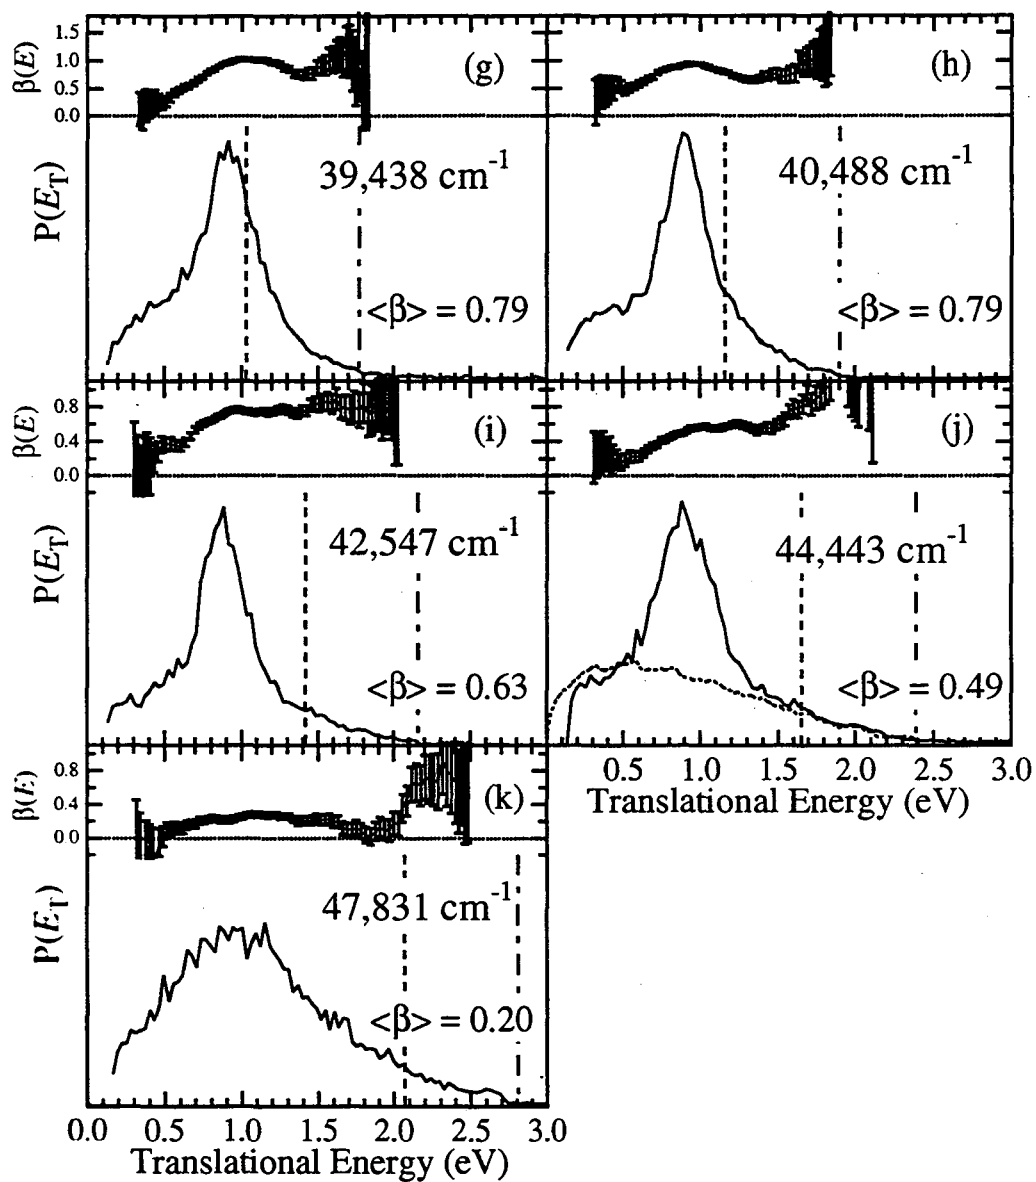 β(E)
1.5
1.0
0.5
0.0
(g)
(h)
P(E_T)
39,438 cm⁻¹
40,488 cm⁻¹
<β> = 0.79
<β> = 0.79
β(E)
0.8
0.4
0.0
(i)
(j)
P(E_T)
42,547 cm⁻¹
44,443 cm⁻¹
<β> = 0.63
<β> = 0.49
0.5 1.0 1.5 2.0 2.5 3.0
Translational Energy (eV)
β(E)
0.8
0.4
0 0
(k)
P(E_T)
47,831 cm⁻¹
<β> = 0.20
0.0 0.5 1.0 1.5 2.0 2.5 3.0
Translational Energy (eV)